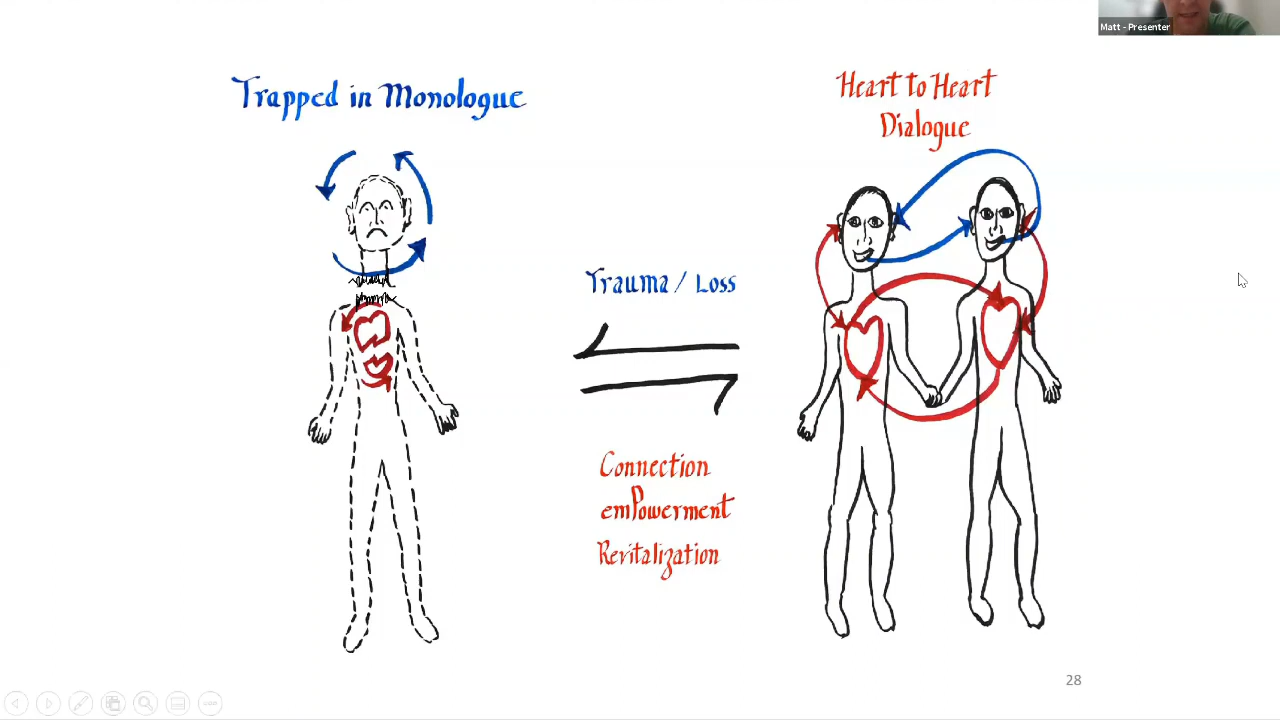 Matt - Presenter
Trapped in Monologue
Heart to Heart
Dialogue
Trauma / Loss
Connection
emPowerment
Revitalization
28